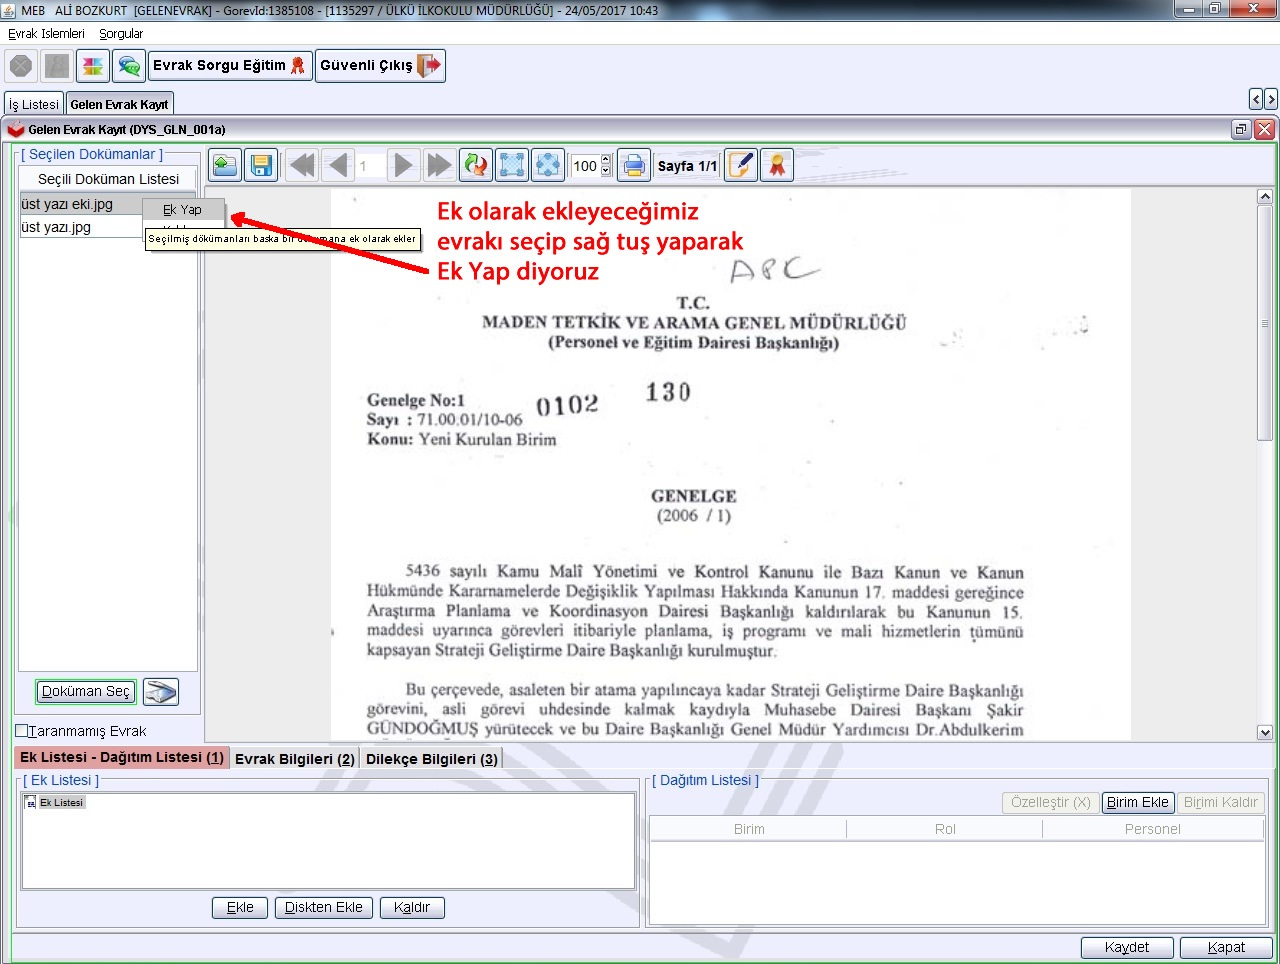 MEB ALİ BOZKURT [GELENEVRAK] - GorevId:1385108 - [1135297 / ÜLKÜ İLKOKULU MÜDÜRLÜĞÜ] - 24/05/2017 10:43
Evrak Islemleri Sorgular
Evrak Sorgu Eğitim Güvenli Çıkış
İş Listesi Gelen Evrak Kayıt
Gelen Evrak Kayıt (DYS_GLN_001a)
[ Seçilen Dokümanlar ]
1 100 Sayfa 1/1
Seçili Doküman Listesi
üst yazı eki.jpg
üst yazı.jpg
Ek Yap
Seçilmiş dökümanları baska bir dökümana ek olarak ekler
Ek olarak ekleyeceğimiz
evrakı seçip sağ tuş yaparak
Ek Yap diyoruz
APC
T.C.
MADEN TETKİK VE ARAMA GENEL MÜDÜRLÜĞÜ
(Personel ve Eğitim Dairesi Başkanlığı)
Genelge No:1 0102 130
Sayı : 71.00.01/10-06
Konu: Yeni Kurulan Birim
GENELGE
(2006 / 1)
5436 sayılı Kamu Malî Yönetimi ve Kontrol Kanunu ile Bazı Kanun ve Kanun
Hükmünde Kararnamelerde Değişiklik Yapılması Hakkında Kanunun 17. maddesi gereğince
Araştırma Planlama ve Koordinasyon Dairesi Başkanlığı kaldırılarak bu Kanunun 15.
maddesi uyarınca görevleri itibariyle planlama, iş programı ve mali hizmetlerin tümünü
kapsayan Strateji Geliştirme Daire Başkanlığı kurulmuştur.
Bu çerçevede, asaleten bir atama yapılıncaya kadar Strateji Geliştirme Daire Başkanlığı
görevini, asli görevi uhdesinde kalmak kaydıyla Muhasebe Dairesi Başkanı Şakir
GÜNDOĞMUŞ yürütecek ve bu Daire Başkanlığı Genel Müdür Yardımcısı Dr.Abdulkerim
Doküman Seç
Taranmamış Evrak
Ek Listesi - Dağıtım Listesi (1) Evrak Bilgileri (2) Dilekçe Bilgileri (3)
[ Ek Listesi ]
Ek Listesi
Ekle Diskten Ekle Kaldır
[ Dağıtım Listesi ]
Özelleştir (X) Birim Ekle Birimi Kaldır
Birim Rol Personel
Kaydet Kapat